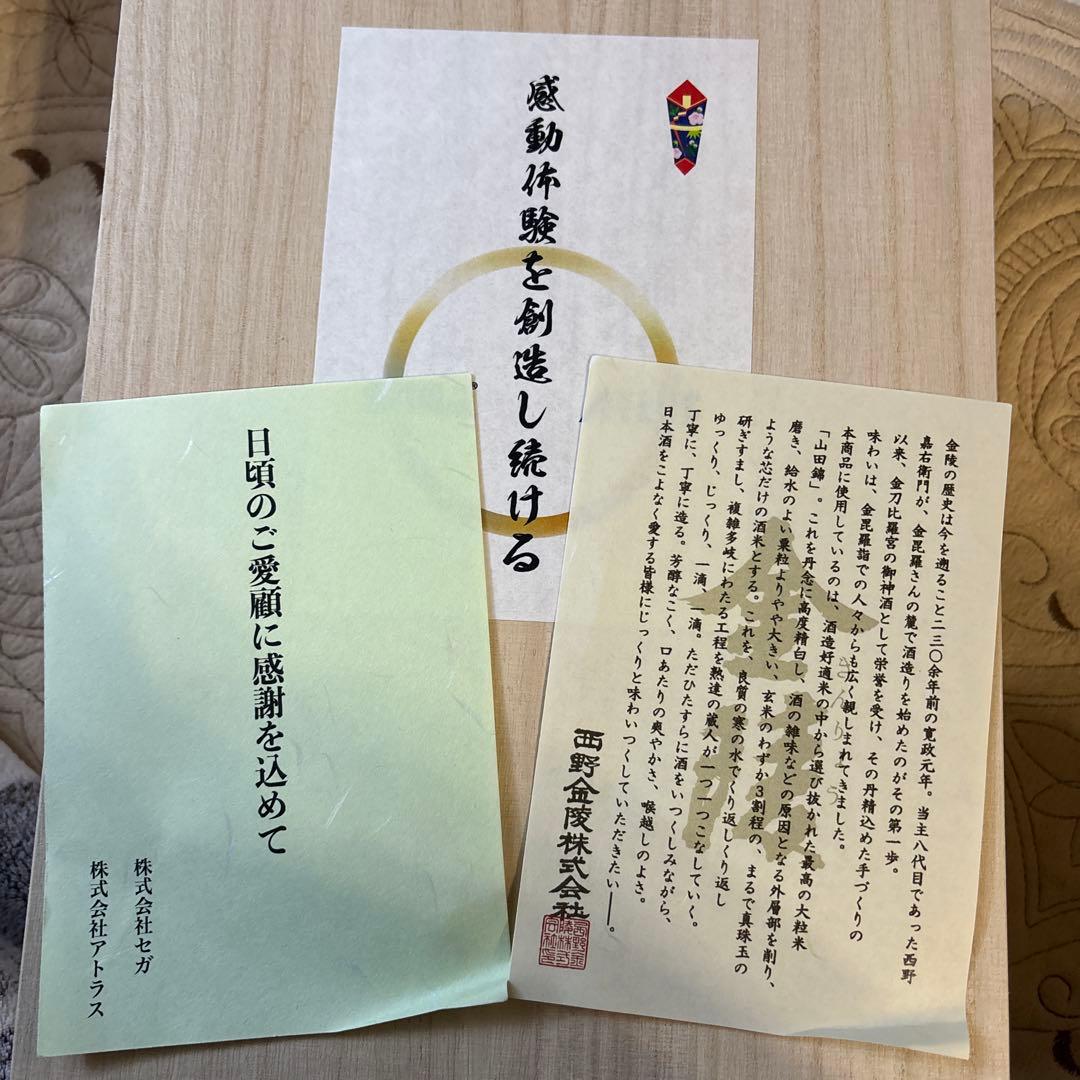 感動体験を創造し続ける
日頃のご愛顧に感謝を込めて
株式会社セガ
株式会社アトラス
金陵の歴史は今を遡ること二三〇余年前の寛政元年。当主八代目であった西野
嘉右衛門が、金毘羅さんの麓で酒造りを始めたのがその第一歩。
以来、金刀比羅宮の御神酒として栄誉を受け、その丹精込めた手づくりの
味わいは、金毘羅詣での人々からも広く親しまれてきました。
本商品に使用しているのは、酒造好適米の中から選び抜かれた最高の大粒米
「山田錦」。これを丹念に高度精白し、酒の雑味などの原因となる外層部を削り、
磨き、給水のよい粟粒よりやや大きい、玄米のわずか3割程の、まるで真珠玉の
ような芯だけの酒米とする。これを、良質の寒の水でくり返しくり返し
研ぎすまし、複雑多岐にわたる工程を熟達の蔵人が一つ一つこなしていく。
ゆっくり、じっくり、一滴、一滴。ただひたすらに酒をいつくしみながら、
丁寧に、丁寧に造る。芳醇なこく、口あたりの爽やかさ、喉越しのよさ。
日本酒をこよなく愛する皆様にじっくりと味わいつくしていただきたい――。
西野金陵株式会社
金陵
きんりょう